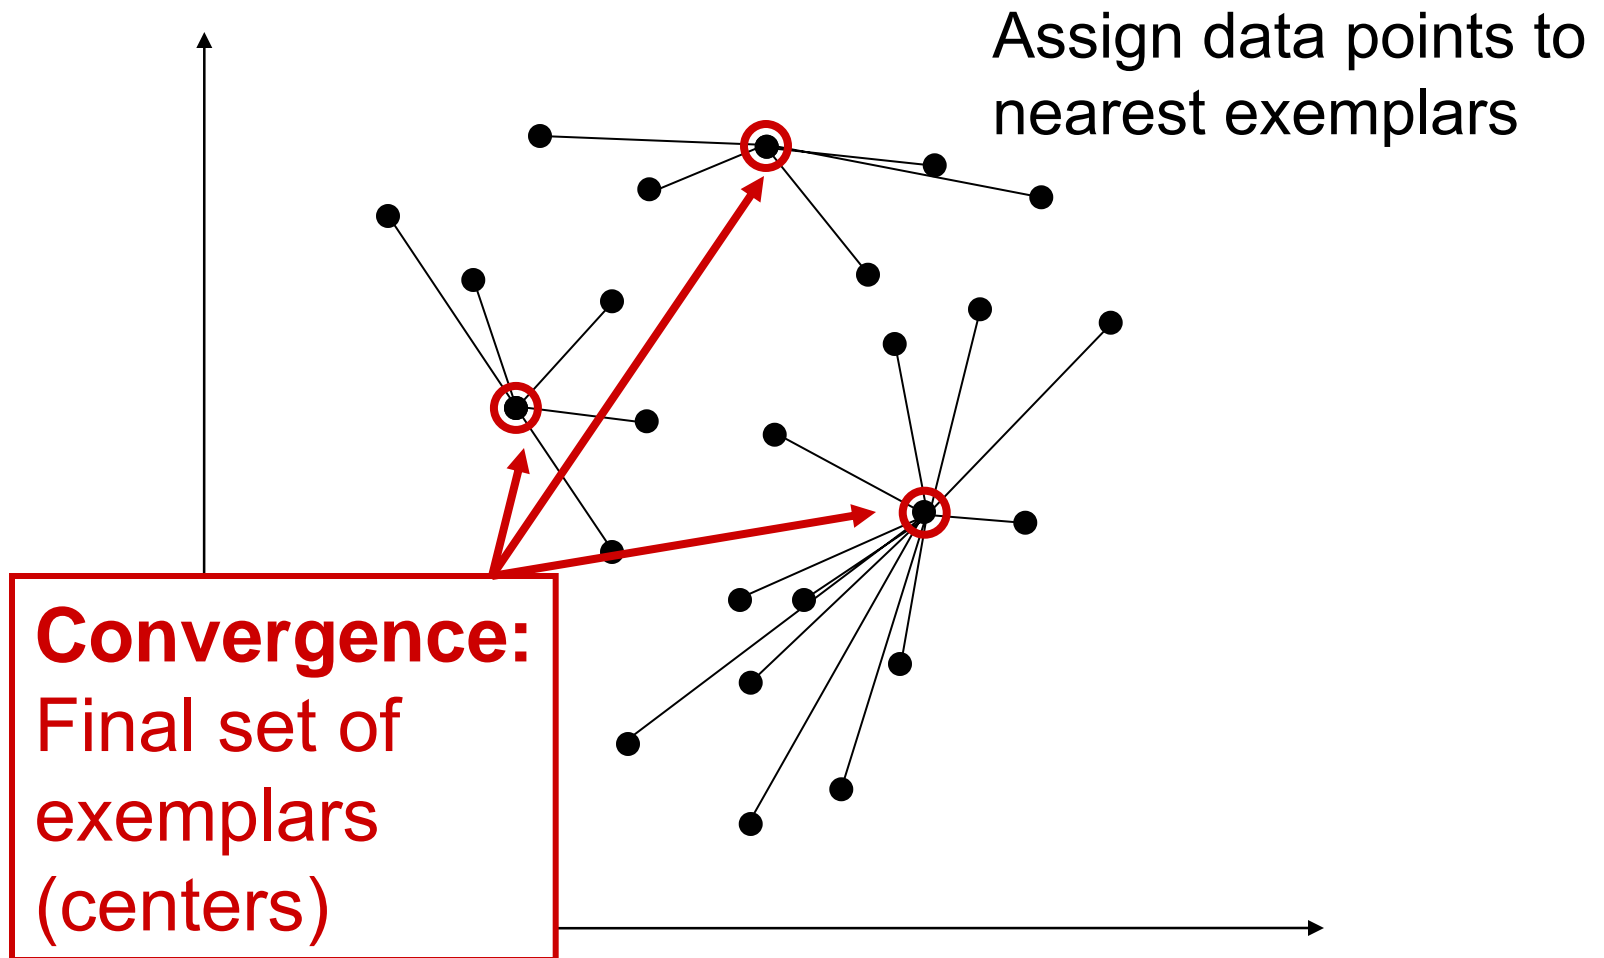 Assign data points to
nearest exemplars
Convergence:
Final set of
exemplars
(centers)